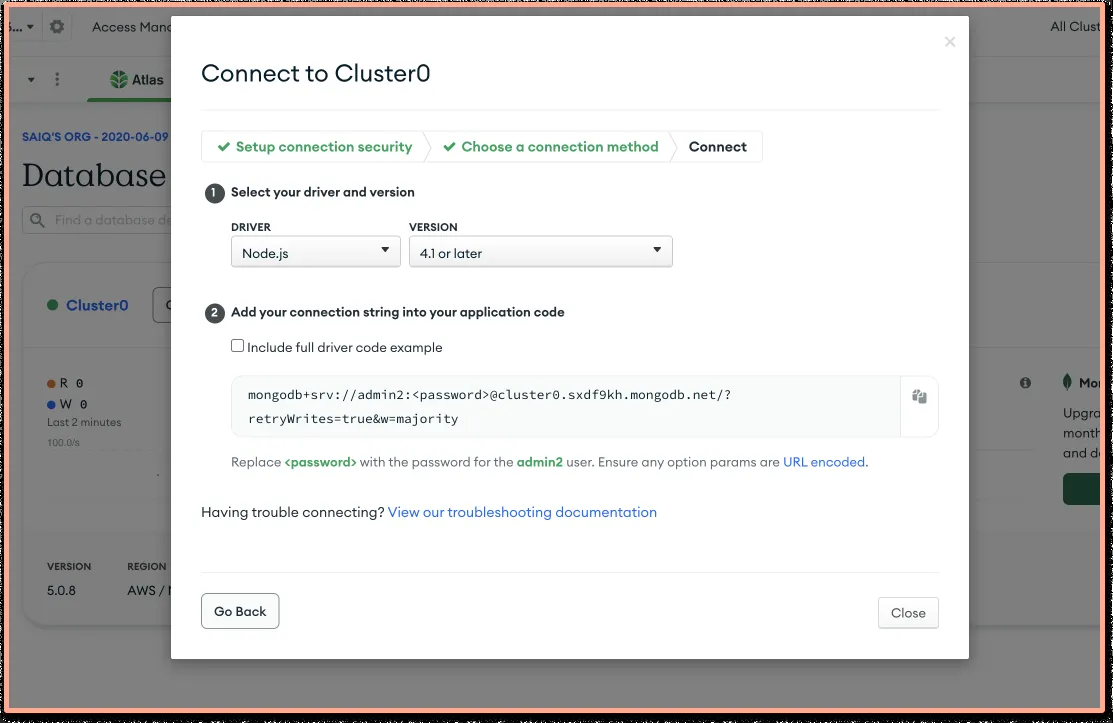 Access Mana
All Clust
Atlas
SAIQ'S ORG - 2020-06-09
Database
Find a database de
Cluster0
R 0
W 0
Last 2 minutes
100.0/s
VERSION
REGION
5.0.8
AWS /
Connect to Cluster0
Setup connection security
Choose a connection method
Connect
1 Select your driver and version
DRIVER VERSION
Node.js 4.1 or later
2 Add your connection string into your application code
Include full driver code example
mongodb+srv://admin2:<password>@cluster0.sxdf9kh.mongodb.net/?
retryWrites=true&w=majority
Replace <password> with the password for the admin2 user. Ensure any option params are URL encoded.
Having trouble connecting? View our troubleshooting documentation
Go Back
Close
Mon
Upgra
month
and de